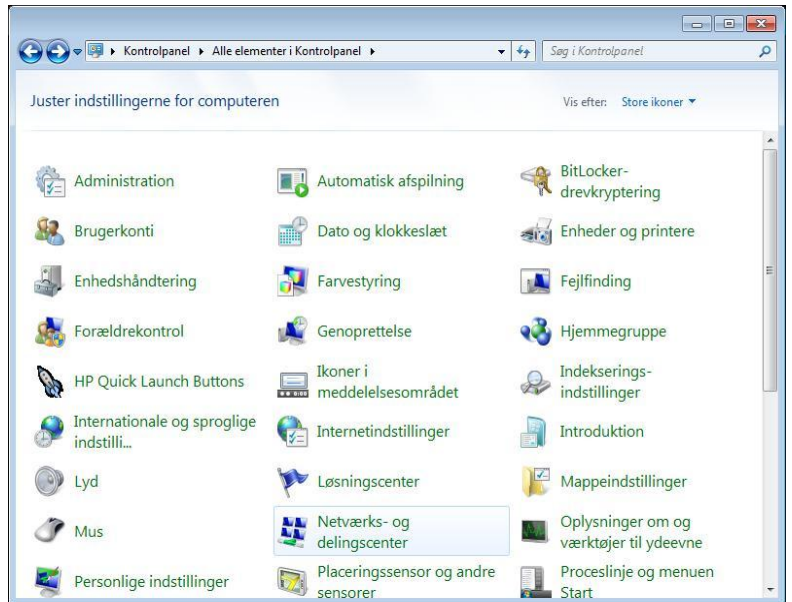 Kontrolpanel Alle elementer i Kontrolpanel
Søg i Kontrolpanel
Juster indstillingerne for computeren
Vis efter: Store ikoner
Administration
Automatisk afspilning
BitLocker-
drevkryptering
Brugerkonti
Dato og klokkeslæt
Enheder og printere
Enhedshåndtering
Farvestyring
Fejlfinding
Forældrekontrol
Genoprettelse
Hjemmegruppe
HP Quick Launch Buttons
Ikoner i
meddelelsesområdet
Indekserings-
indstillinger
Internationale og sproglige
indstilli...
Internetindstillinger
Introduktion
Lyd
Løsningscenter
Mappeindstillinger
Mus
Netværks- og
delingscenter
Oplysninger om og
værktøjer til ydeevne
Personlige indstillinger
Placeringssensor og andre
sensorer
Proceslinje og menuen
Start